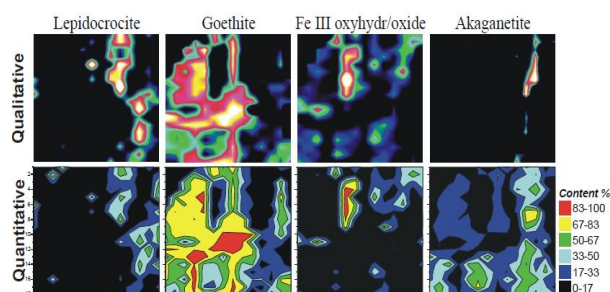 Lepidocrocite Goethite Fe III oxyhydr/oxide Akaganetite
Qualitative
Quantitative
Content %
83-100
67-83
50-67
33-50
17-33
0-17